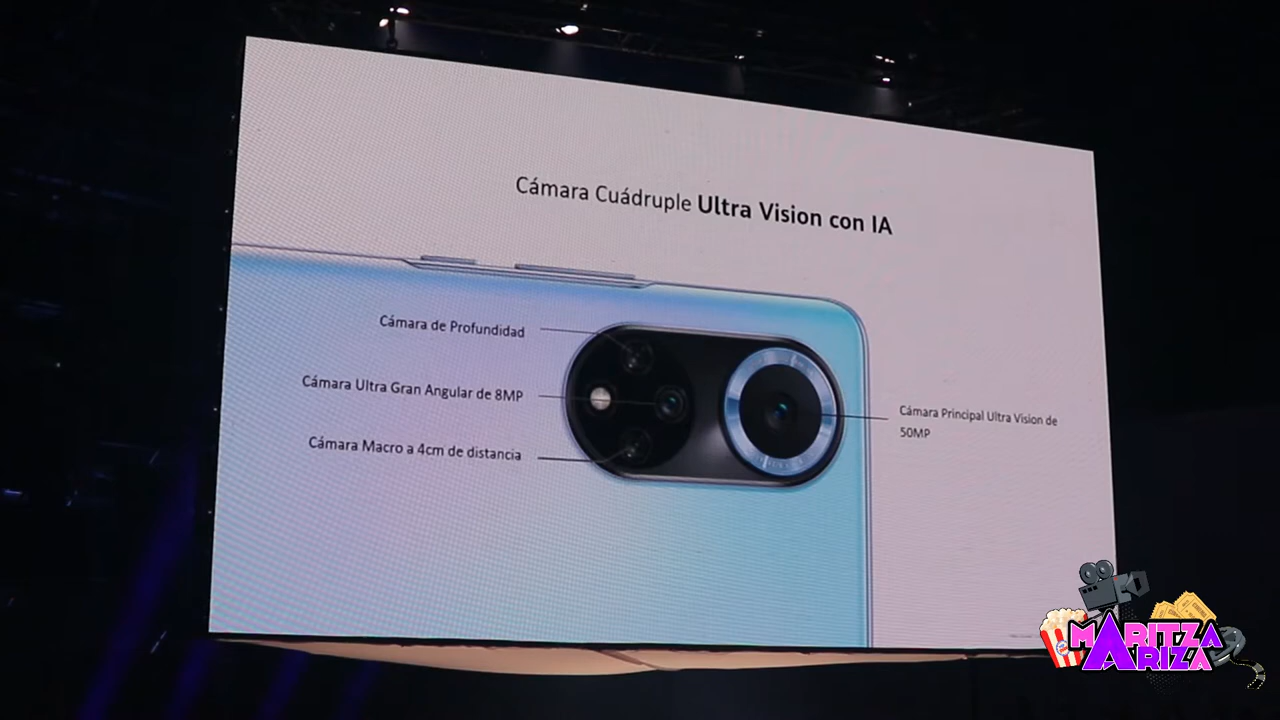 Cámara Cuádruple Ultra Vision con IA
Cámara de Profundidad
Cámara Ultra Gran Angular de 8MP
Cámara Macro a 4cm de distancia
Cámara Principal Ultra Vision de
50MP
MARITZA
ARIZA